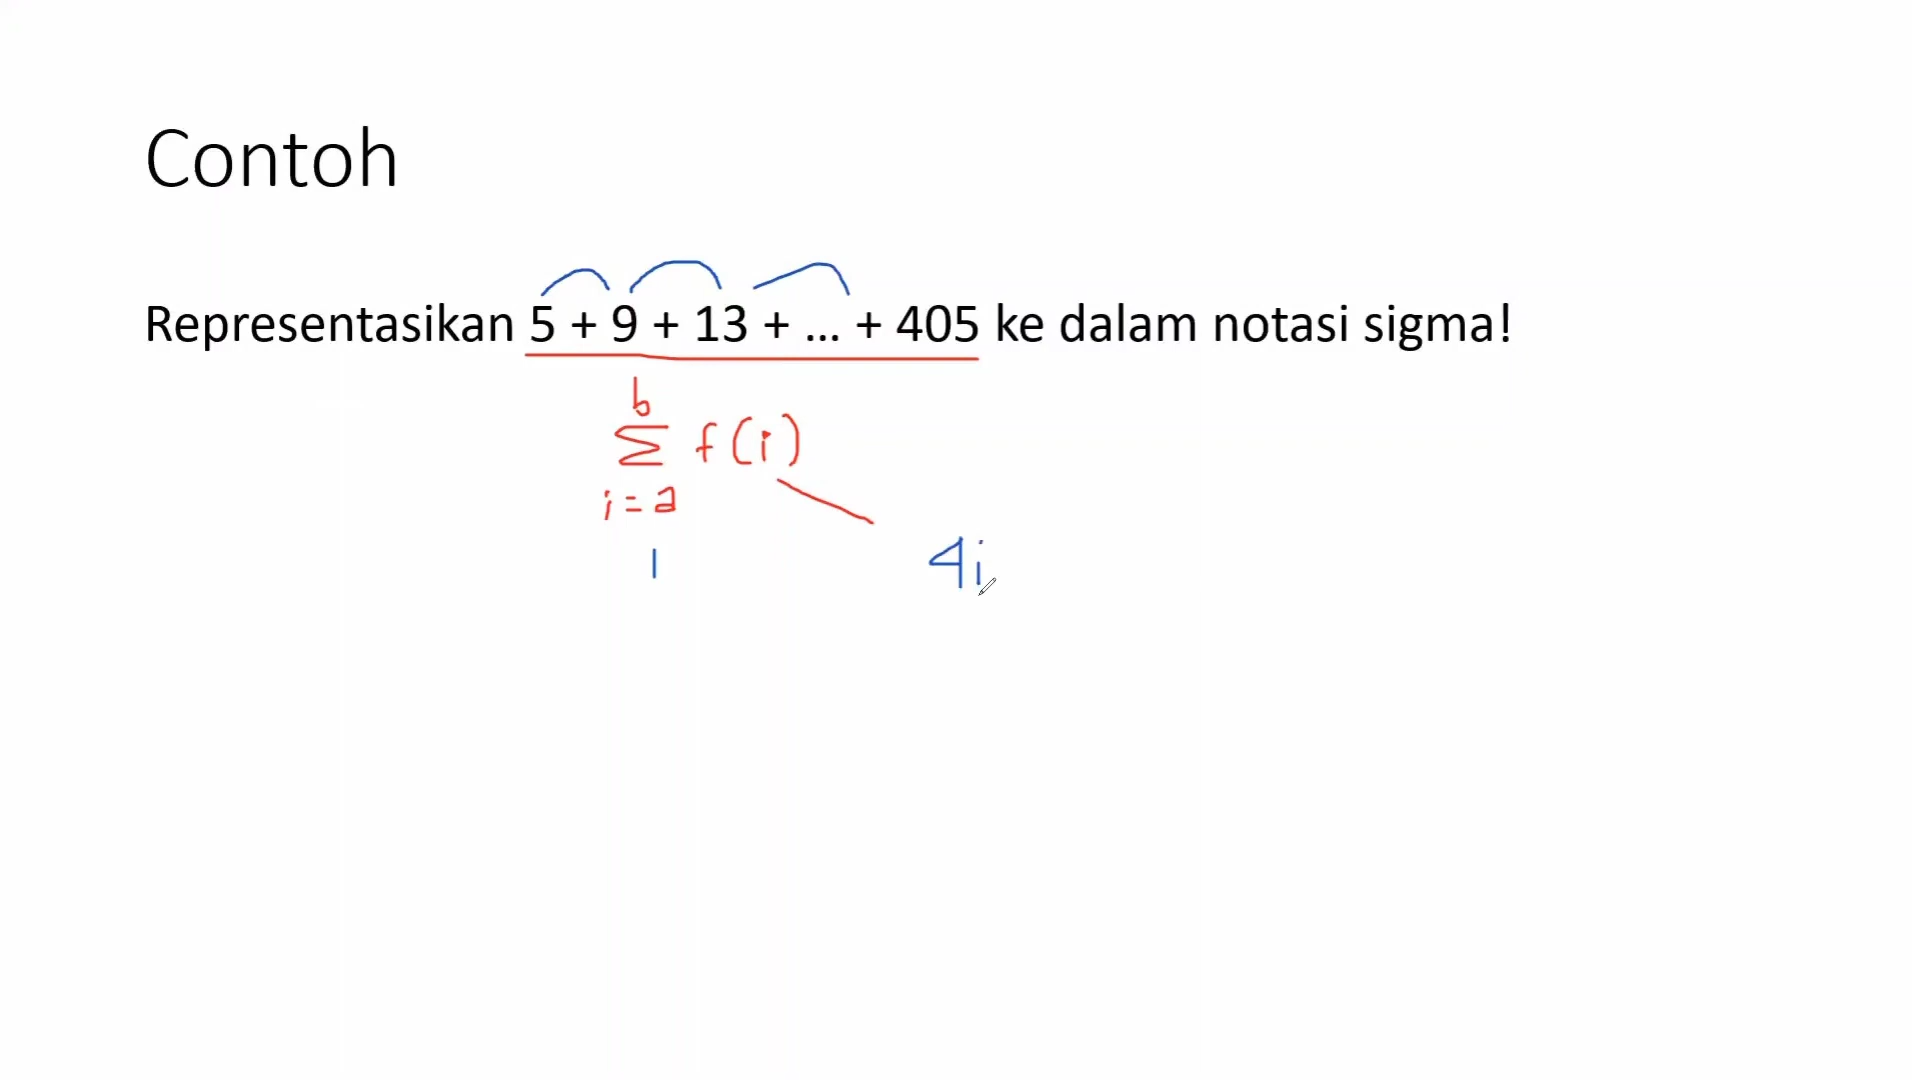 Contoh
Representasikan 5 + 9 + 13 + ... + 405 ke dalam notasi sigma!
b
Σ f(i)
i = a
1
4i